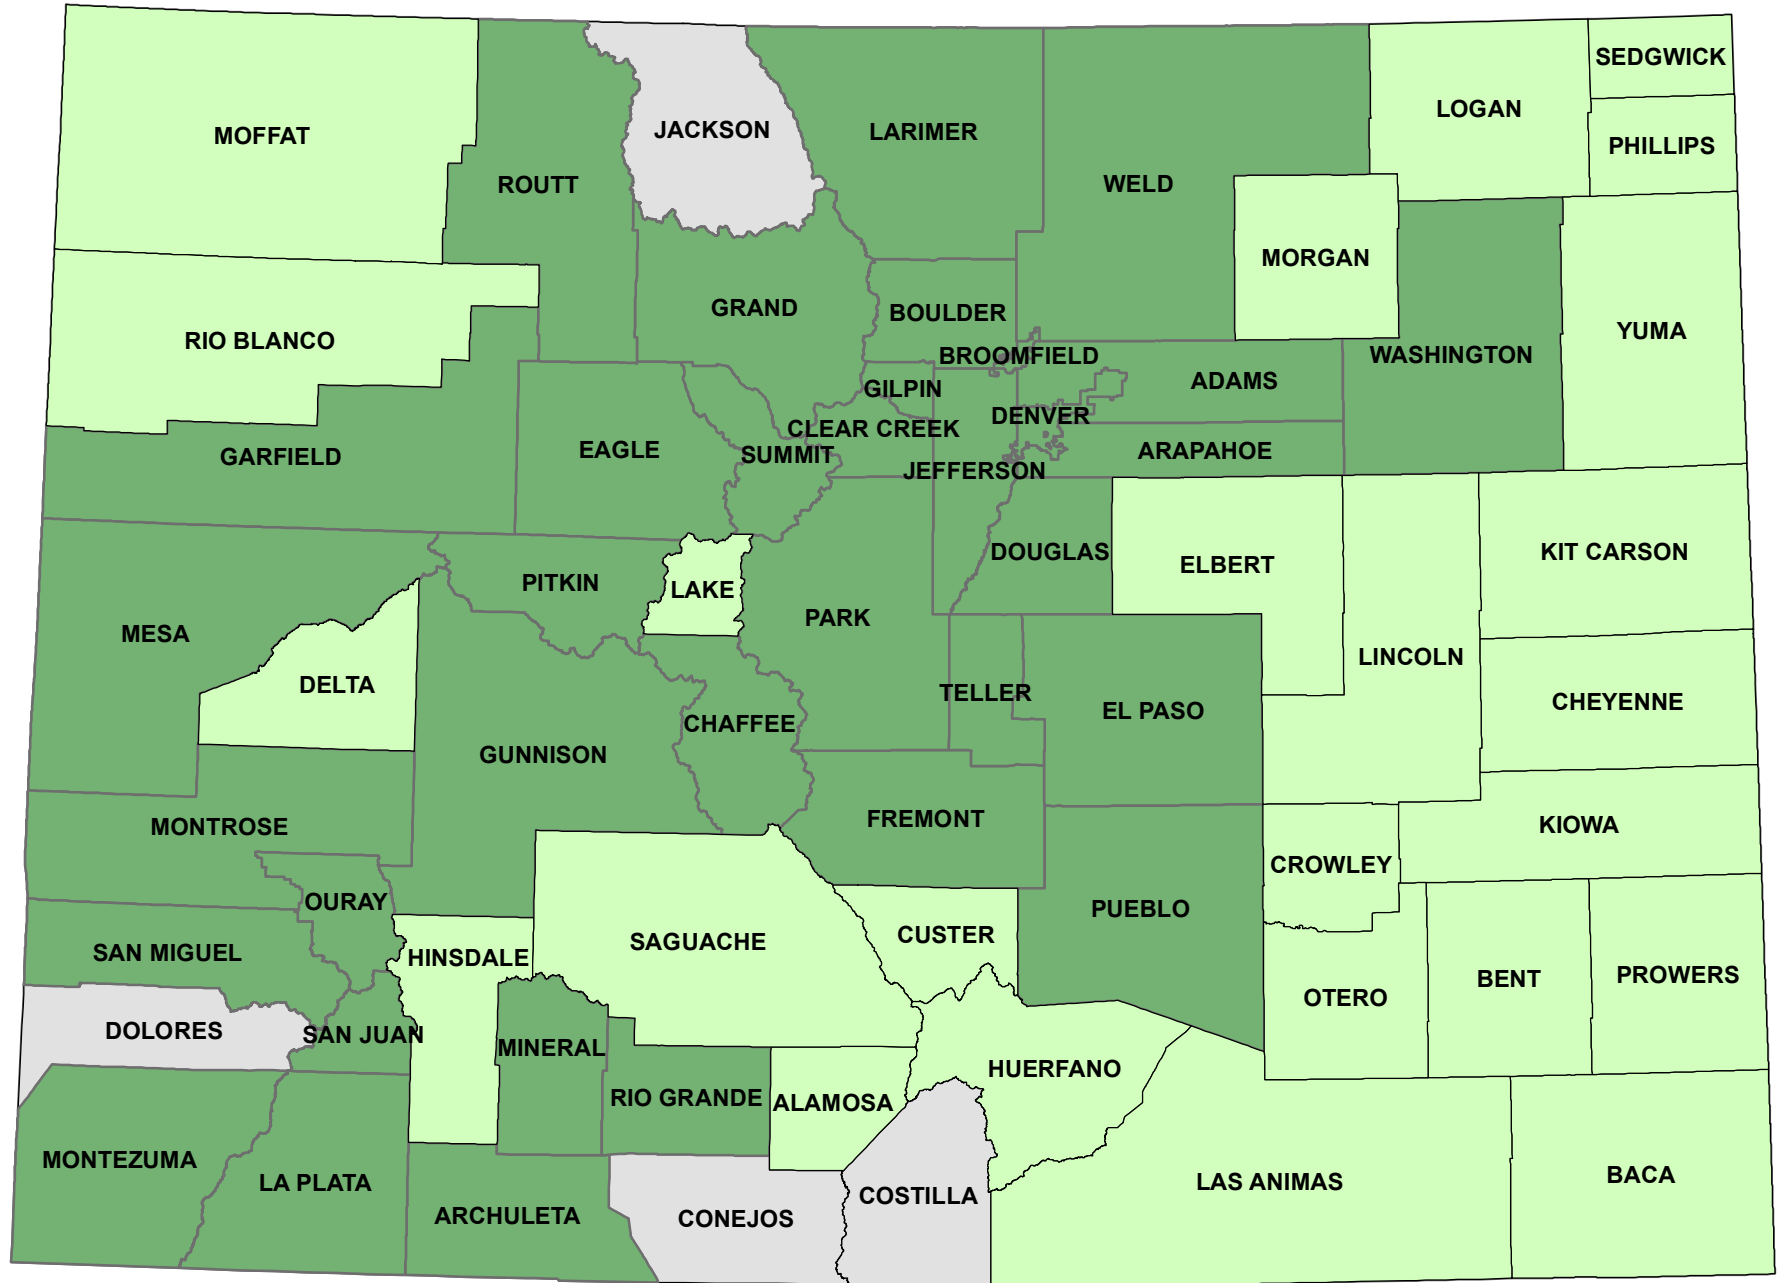 SEDGWICK
LOGAN
JACKSON
LARIMER
MOFFAT
PHILLIPS
ROUTT
WELD
MORGAN
GRAND
BOULDER
YUMA
RIO BLANCO
BROOMFIELD
WASHINGTON
ADAMS
GILPIN
DENVER
CLEAR CREEK
EAGLE
ARAPAHOE
SUMMIT
GARFIELD
JEFFERSON
DOUGLAS
KIT CARSON
ELBERT
PITKIN
LAKE
PARK
MESA
LINCOLN
DELTA
TELLER
CHEYENNE
EL PASO
CHAFFEE
GUNNISON
FREMONT
KIOWA
MONTROSE
CROWLEY
OURAY
PUEBLO
CUSTER
SAGUACHE
SAN MIGUEL
HINSDALE
PROWERS
BENT
OTERO
DOLORES
SAN JUAN
MINERAL
HUERFANO
RIO GRANDE
ALAMOSA
MONTEZUMA
BACA
LAS ANIMAS
LA PLATA
COSTILLA
ARCHULETA
CONEJOS